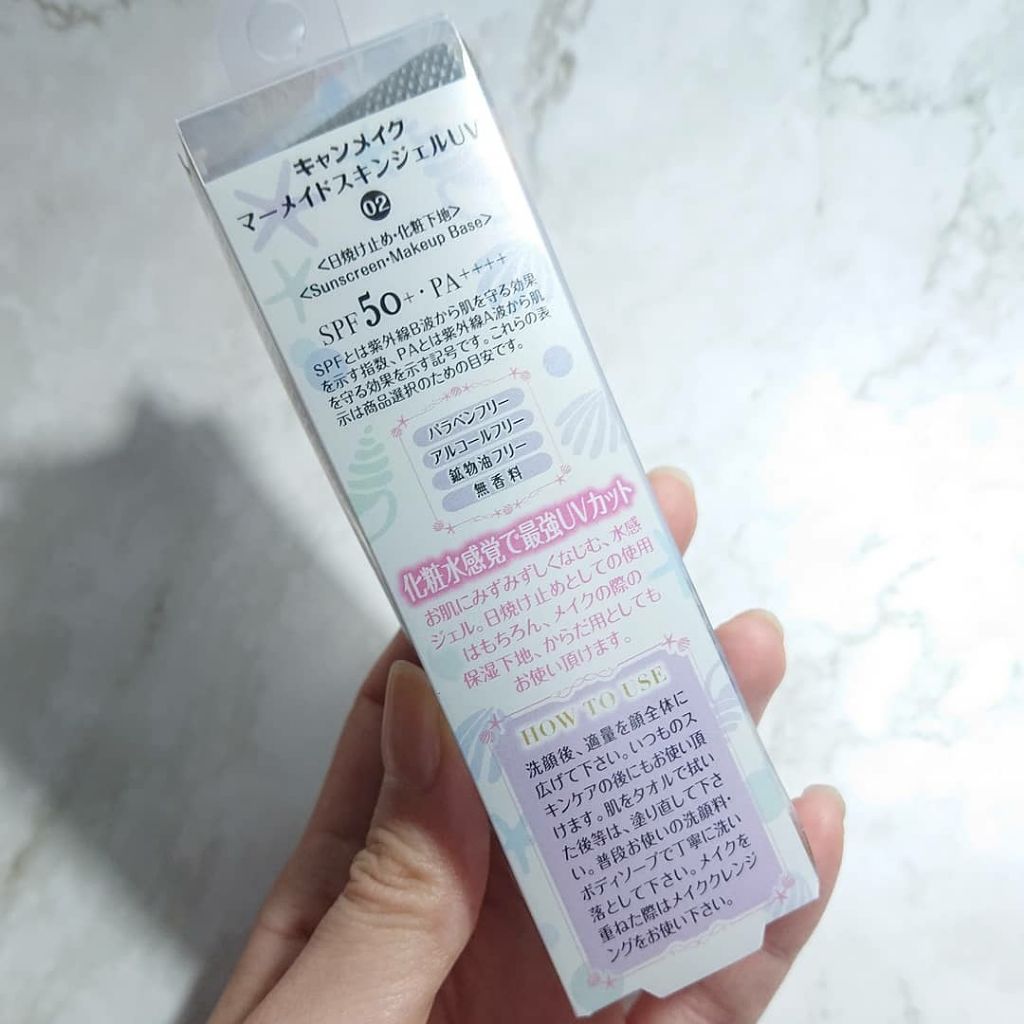 キャンメイク
マーメイドスキンジェルUV
02
<日焼け止め・化粧下地>
<Sunscreen・Makeup Base>
SPF50+・PA++++
SPFとは紫外線B波から肌を守る効果
を示す指数、PAとは紫外線A波から肌
を守る効果を示す記号です。これらの表
示は商品選択のための目安です。
パラベンフリー
アルコールフリー
鉱物油フリー
無香料
化粧水感覚で最強UVカット
お肌にみずみずしくなじむ、水感
ジェル。日焼け止めとしての使用
はもちろん、メイクの際の
保湿下地、からだ用としても
お使い頂けます。
HOW TO USE
洗顔後、適量を顔全体に
広げて下さい。いつものス
キンケアの後にもお使い頂
けます。肌をタオルで拭い
た後等は、塗り直して下さ
い。普段お使いの洗顔料・
ボディソープで丁寧に洗い
落として下さい。メイクを
重ねた際はメイククレンジ
ングをお使い下さい。